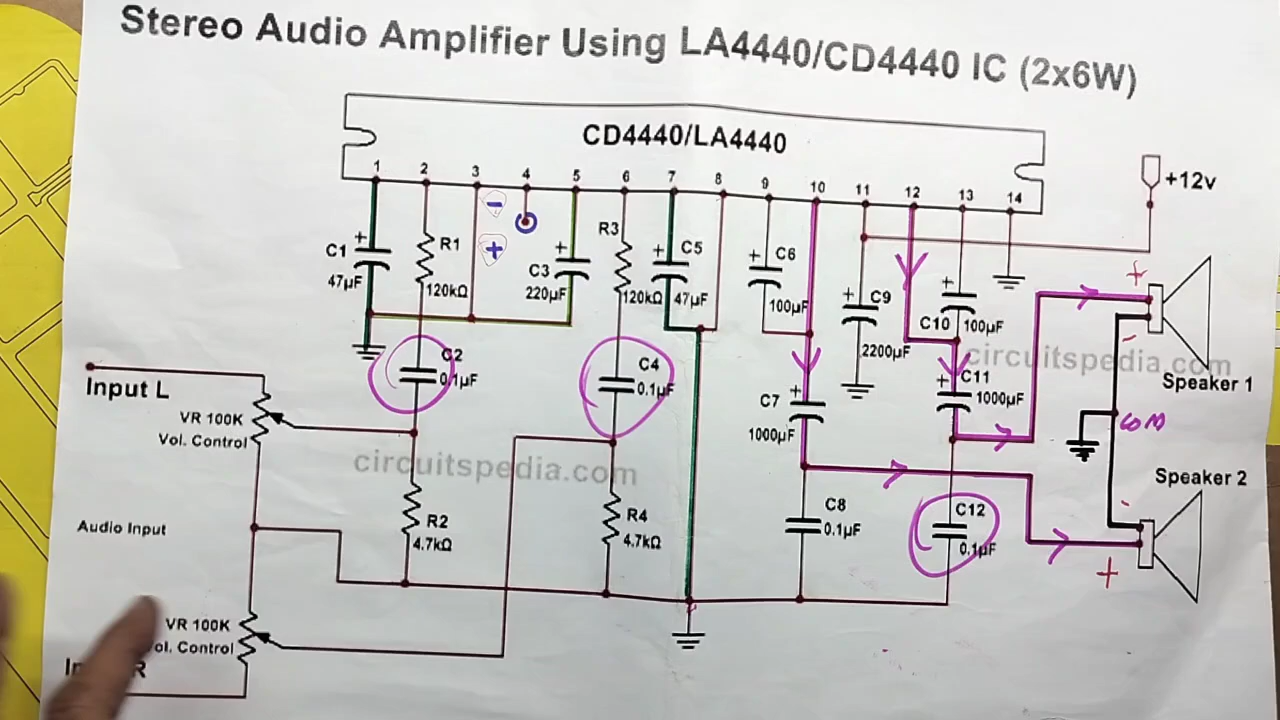 Stereo Audio Amplifier Using LA4440/CD4440 IC (2x6W)
CD4440/LA4440
1 2 3 4 5 6 7 8 9 10 11 12 13 14
+12v
−
+
+ C1 47µF
R1 120kΩ
+ C3 220µF
R3 120kΩ
+ C5 47µF
+ C6 100µF
+ C9 2200µF
+ C10 100µF
circuitspedia.com
+
−
Speaker 1
C2 0.1µF
C4 0.1µF
+ C7 1000µF
+ C11 1000µF
COM
Input L
VR 100K
Vol. Control
circuitspedia.com
Speaker 2
-
+
Audio Input
R2 4.7kΩ
R4 4.7kΩ
C8 0.1µF
C12 0.1µF
VR 100K
ol. Control